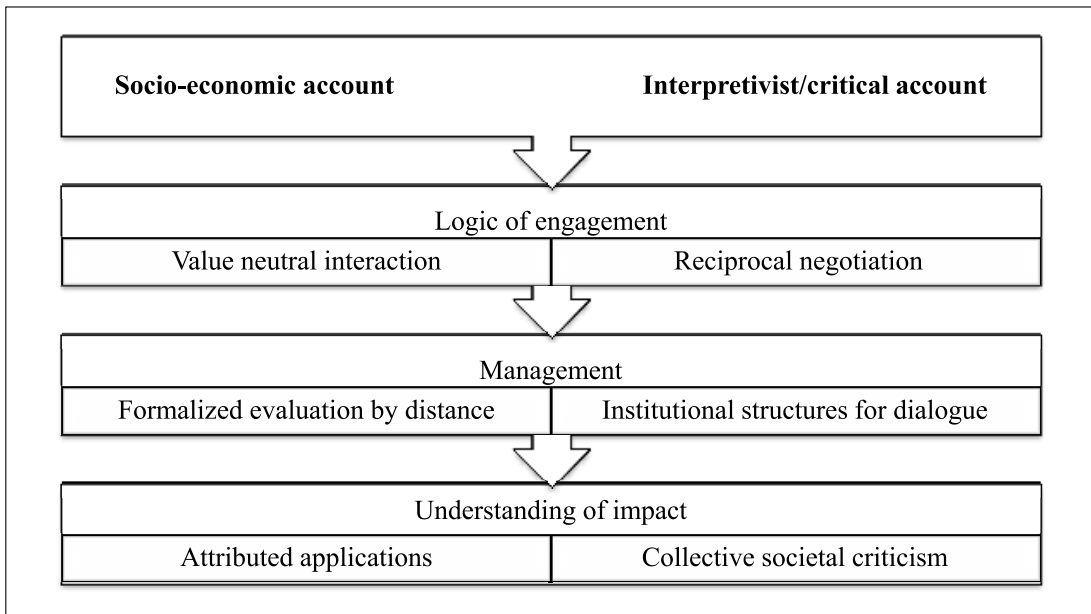 Socio-economic account Interpretivist/critical account
Logic of engagement
Value neutral interaction Reciprocal negotiation
Management
Formalized evaluation by distance Institutional structures for dialogue
Understanding of impact
Attributed applications Collective societal criticism